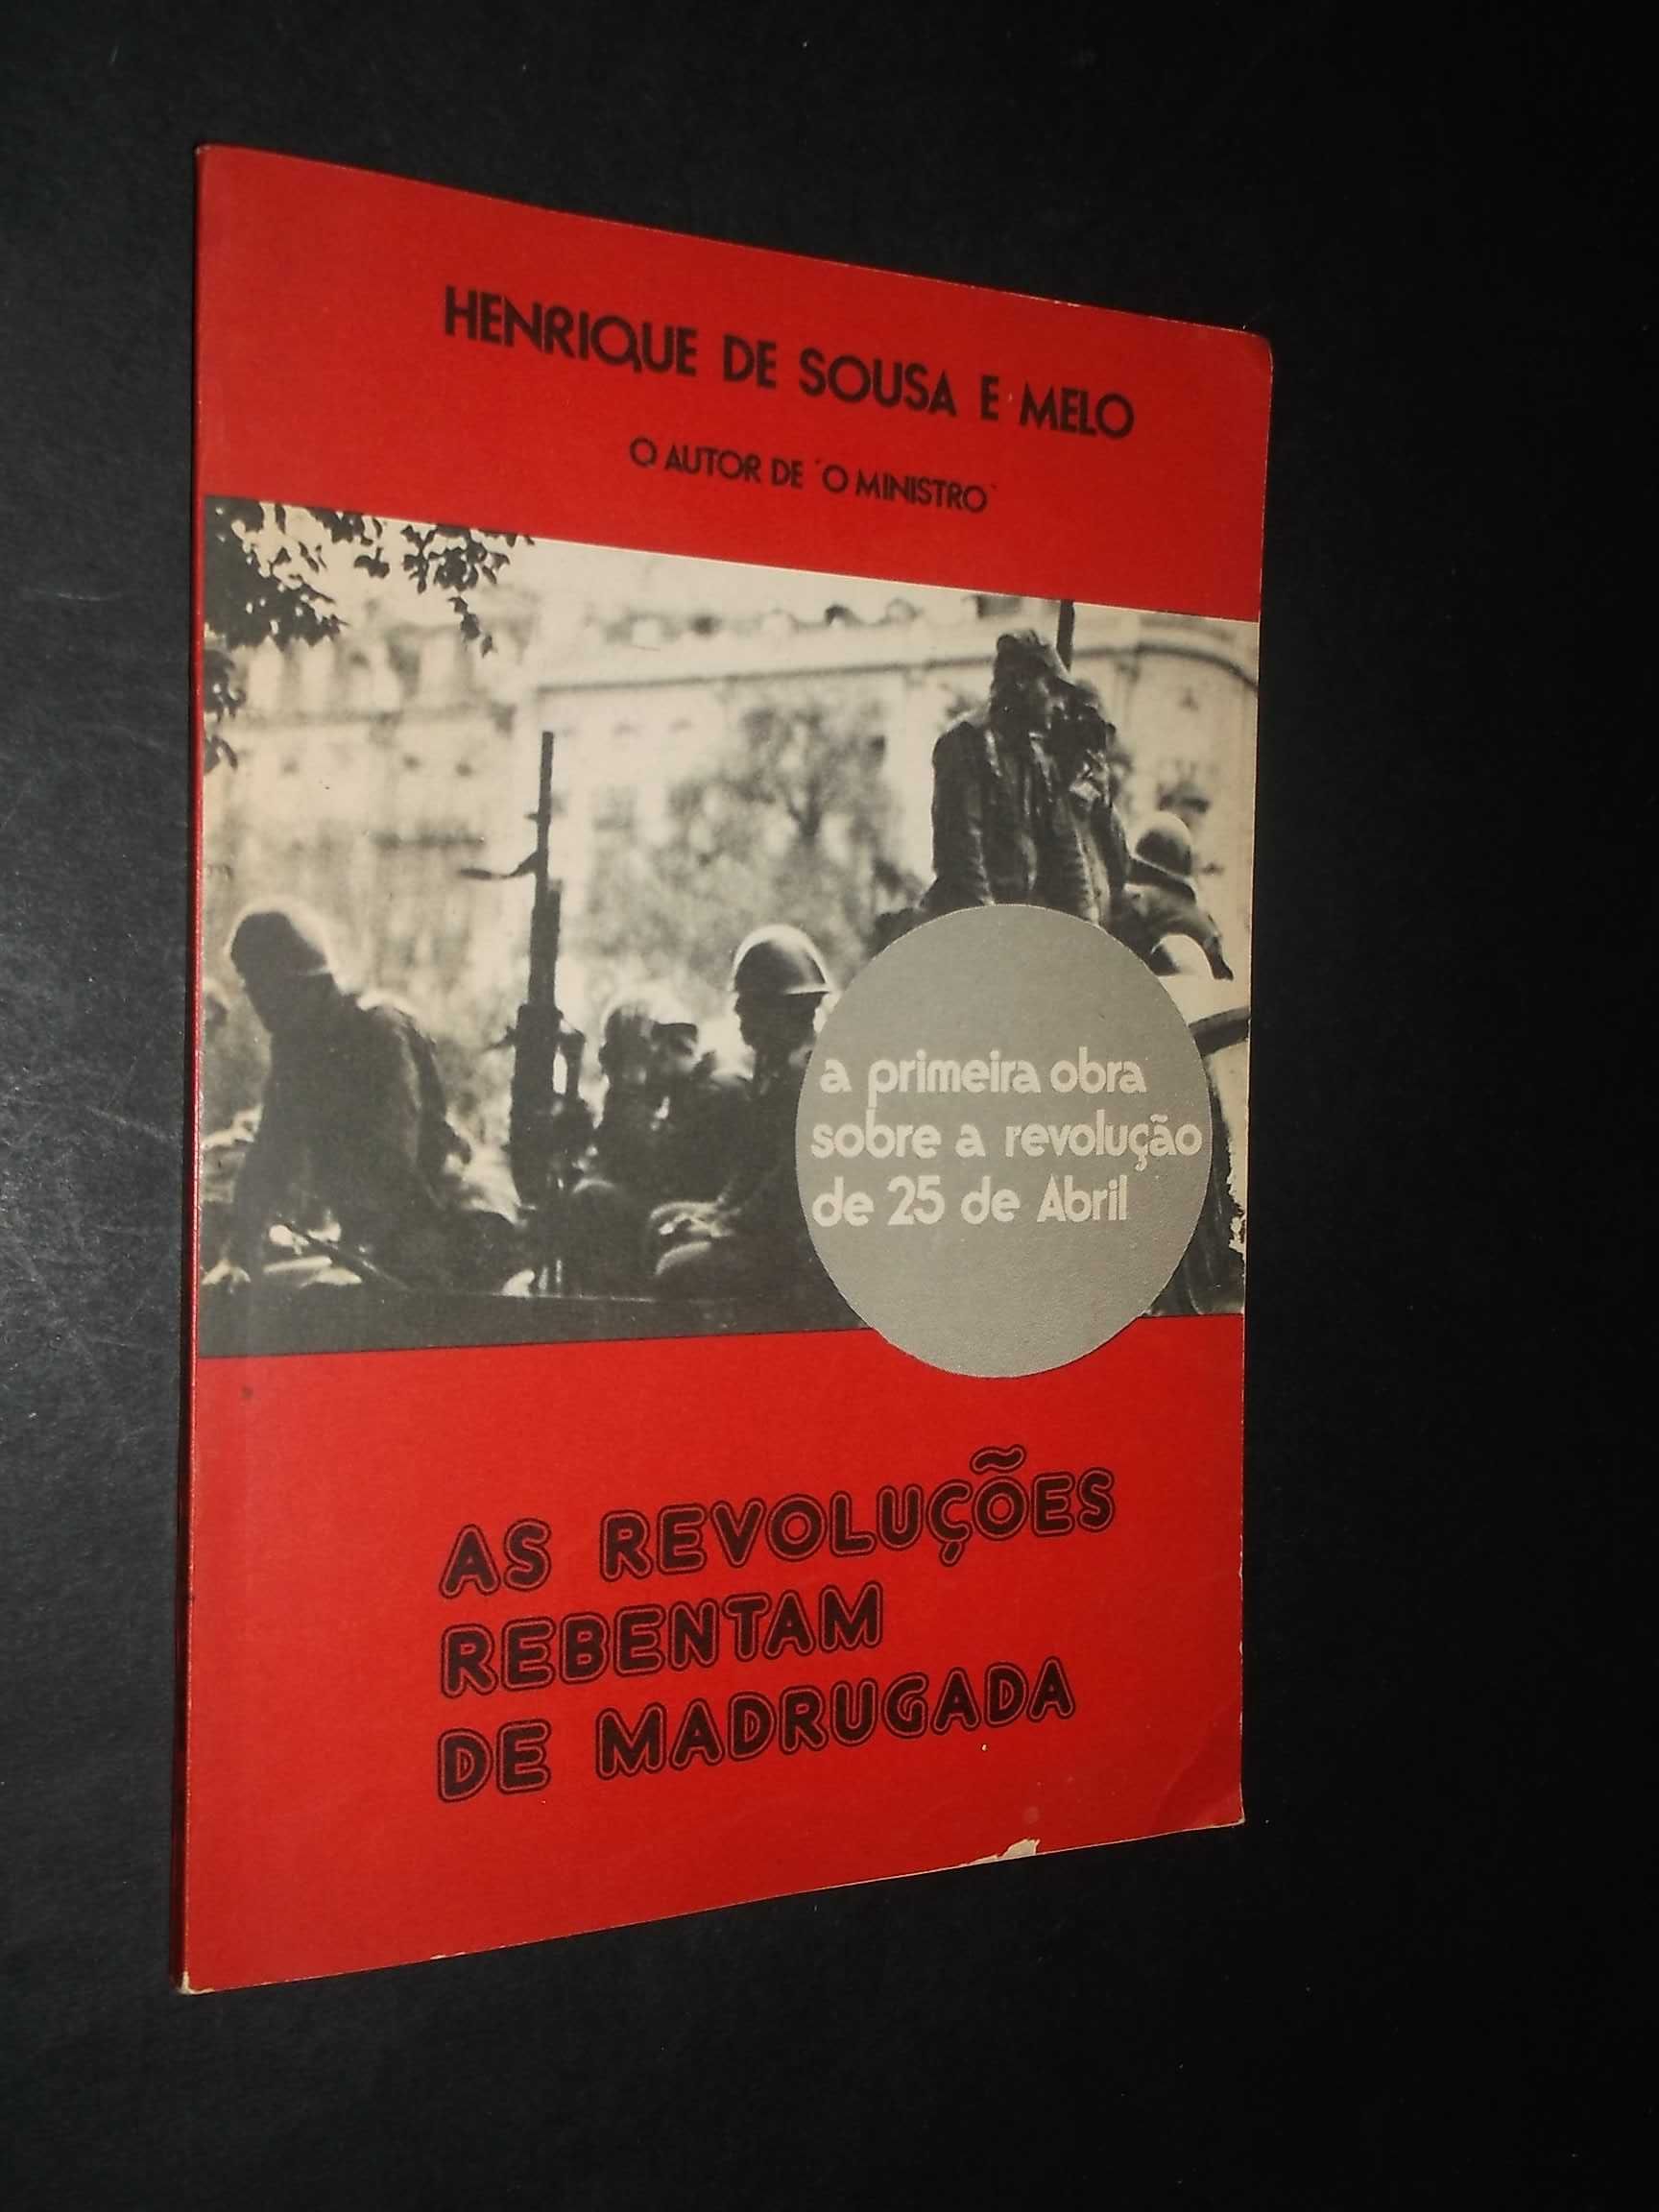 HENRIQUE DE SOUSA E MELO
O AUTOR DE "O MINISTRO"
a primeira obra
sobre a revolução
de 25 de Abril
AS REVOLUÇÕES
REBENTAM
DE MADRUGADA